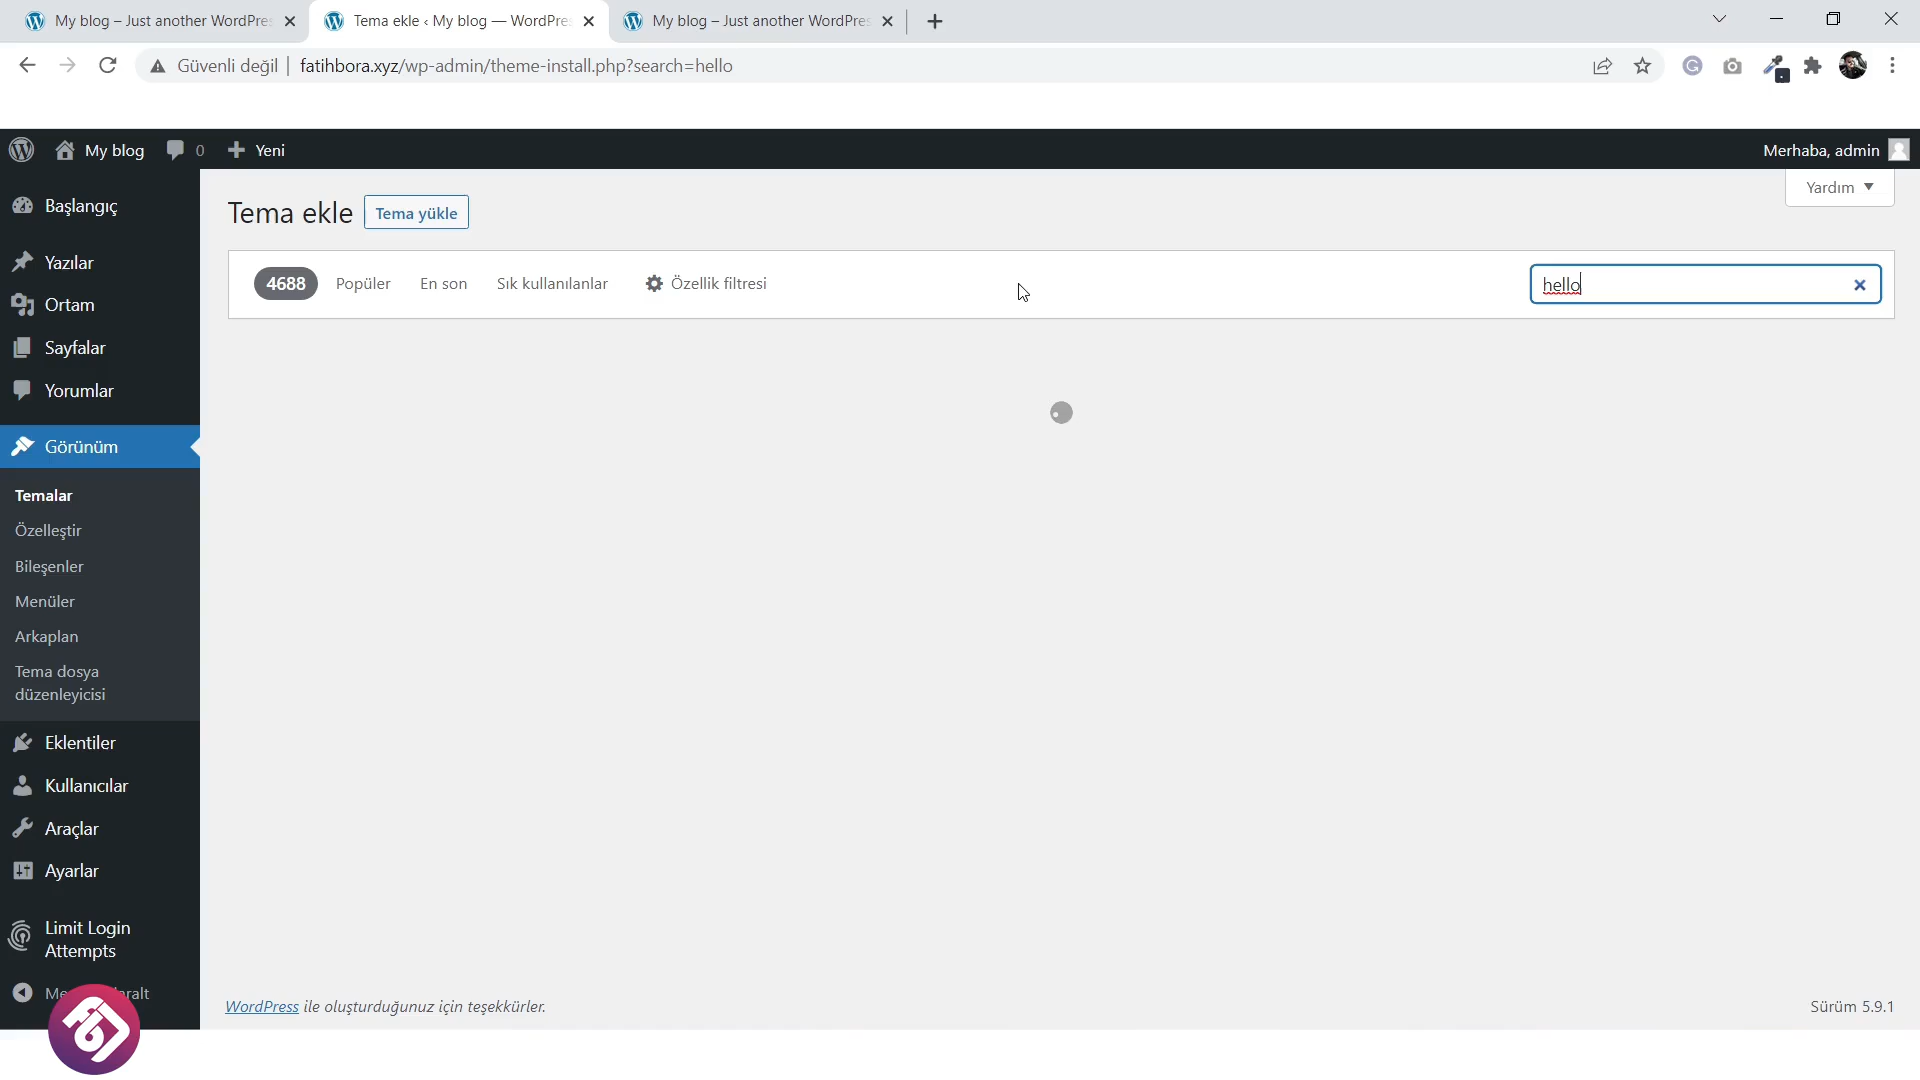 My blog – Just another WordPre
Tema ekle ‹ My blog — WordPre
My blog – Just another WordPres
Güvenli değil
fatihbora.xyz/wp-admin/theme-install.php?search=hello
My blog
0
Yeni
Merhaba, admin
Yardım
Başlangıç
Yazılar
Ortam
Sayfalar
Yorumlar
Görünüm
Temalar
Özelleştir
Bileşenler
Menüler
Arkaplan
Tema dosya
düzenleyicisi
Eklentiler
Kullanıcılar
Araçlar
Ayarlar
Limit Login
Attempts
Tema ekle
Tema yükle
4688
Popüler
En son
Sık kullanılanlar
Özellik filtresi
hello
WordPress ile oluşturduğunuz için teşekkürler.
Sürüm 5.9.1